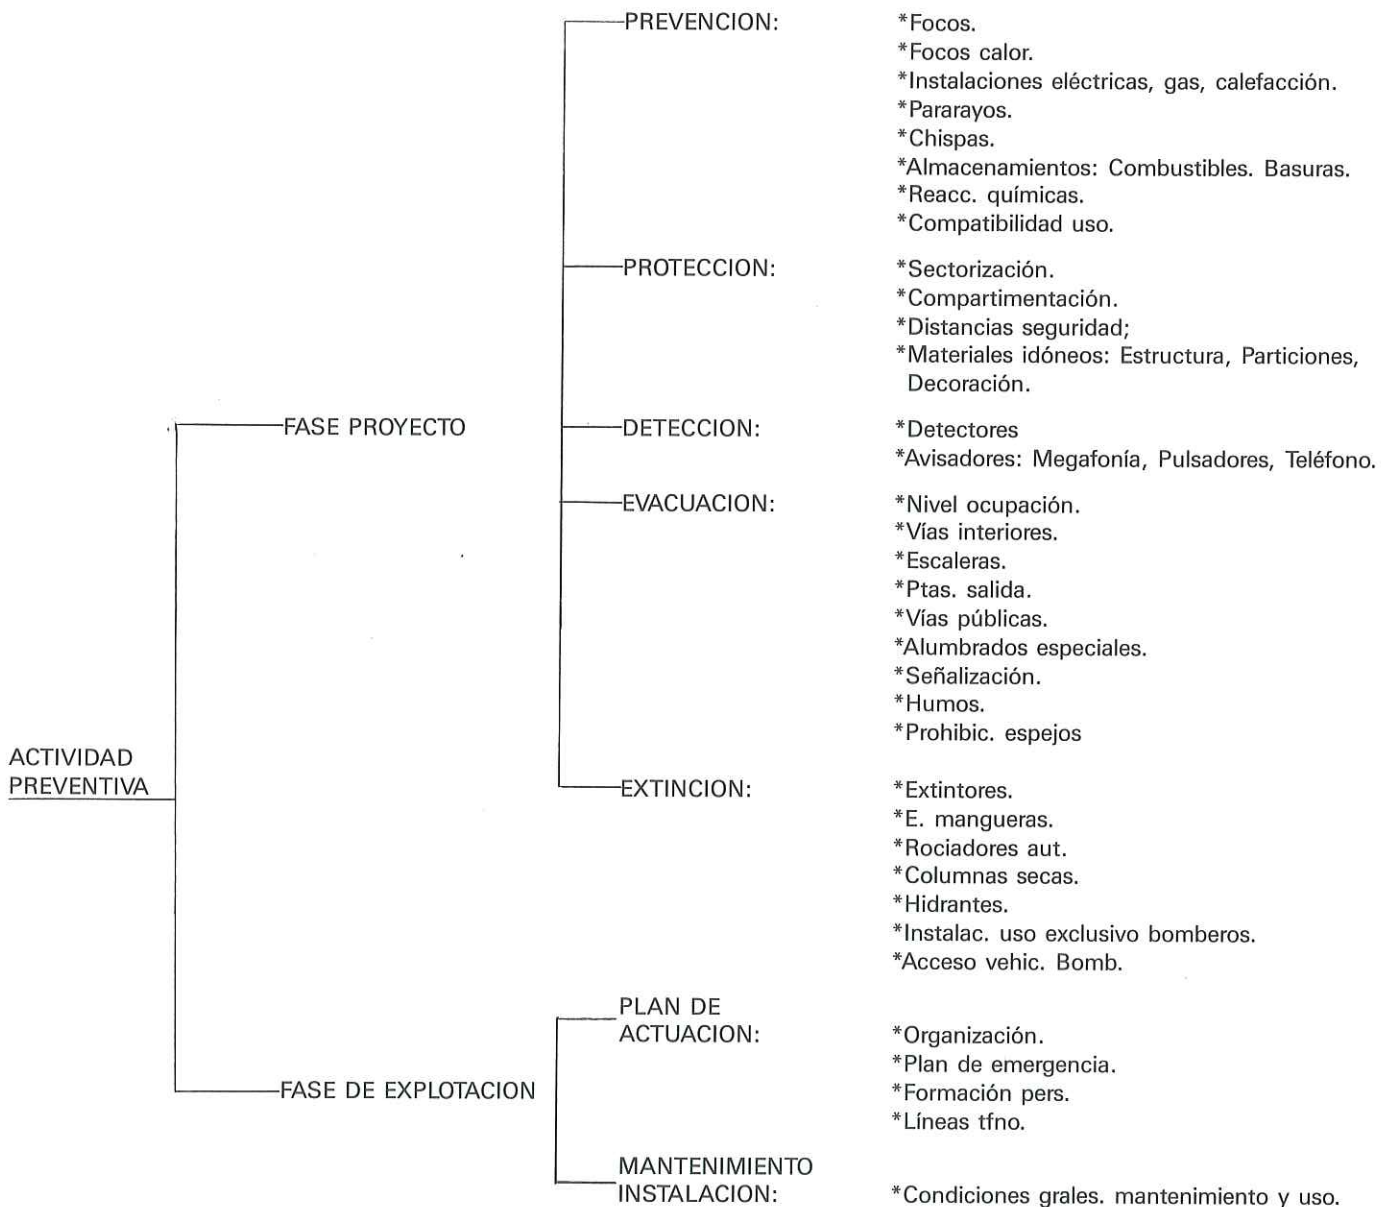 PREVENCION:
*Focos.
*Focos calor.
*Instalaciones eléctricas, gas, calefacción.
*Pararayos.
*Chispas.
*Almacenamientos: Combustibles. Basuras.
*Reacc. químicas.
*Compatibilidad uso.
PROTECCION:
*Sectorización.
*Compartimentación.
*Distancias seguridad;
*Materiales idóneos: Estructura, Particiones,
Decoración.
FASE PROYECTO
DETECCION:
*Detectores
*Avisadores: Megafonía, Pulsadores, Teléfono.
EVACUACION:
*Nivel ocupación.
*Vías interiores.
*Escaleras.
*Ptas. salida.
*Vías públicas.
*Alumbrados especiales.
*Señalización.
*Humos.
*Prohibic. espejos
ACTIVIDAD
PREVENTIVA
EXTINCION:
*Extintores.
*E. mangueras.
*Rociadores aut.
*Columnas secas.
*Hidrantes.
*Instalac. uso exclusivo bomberos.
*Acceso vehic. Bomb.
PLAN DE
ACTUACION:
*Organización.
*Plan de emergencia.
*Formación pers.
*Líneas tfno.
FASE DE EXPLOTACION
MANTENIMIENTO
INSTALACION:
*Condiciones grales. mantenimiento y uso.